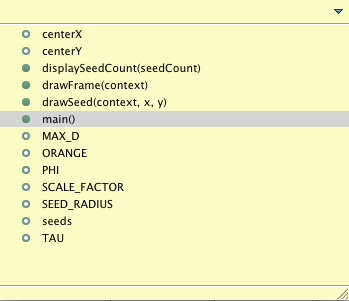 centerX
centerY
displaySeedCount(seedCount)
drawFrame(context)
drawSeed(context, x, y)
main()
MAX_D
ORANGE
PHI
SCALE_FACTOR
SEED_RADIUS
seeds
TAU